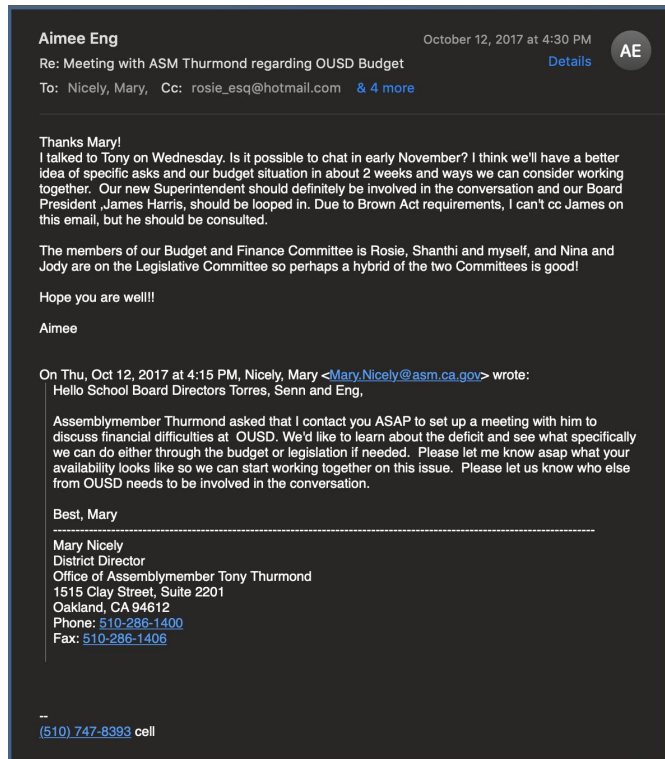 Aimee Eng
October 12, 2017 at 4:30 PM
AE
Re: Meeting with ASM Thurmond regarding OUSD Budget
Details
To: Nicely, Mary, Cc: rosie_esq@hotmail.com & 4 more
Thanks Mary!
I talked to Tony on Wednesday. Is it possible to chat in early November? I think we'll have a better
idea of specific asks and our budget situation in about 2 weeks and ways we can consider working
together. Our new Superintendent should definitely be involved in the conversation and our Board
President ,James Harris, should be looped in. Due to Brown Act requirements, I can't cc James on
this email, but he should be consulted.
The members of our Budget and Finance Committee is Rosie, Shanthi and myself, and Nina and
Jody are on the Legislative Committee so perhaps a hybrid of the two Committees is good!
Hope you are well!!
Aimee
On Thu, Oct 12, 2017 at 4:15 PM, Nicely, Mary <Mary.Nicely@asm.ca.gov> wrote:
Hello School Board Directors Torres, Senn and Eng,
Assemblymember Thurmond asked that I contact you ASAP to set up a meeting with him to
discuss financial difficulties at OUSD. We'd like to learn about the deficit and see what specifically
we can do either through the budget or legislation if needed. Please let me know asap what your
availability looks like so we can start working together on this issue. Please let us know who else
from OUSD needs to be involved in the conversation.
Best, Mary
--------------------------------------------------------------------------------------------------------------
Mary Nicely
District Director
Office of Assemblymember Tony Thurmond
1515 Clay Street, Suite 2201
Oakland, CA 94612
Phone: 510-286-1400
Fax: 510-286-1406
--
(510) 747-8393 cell